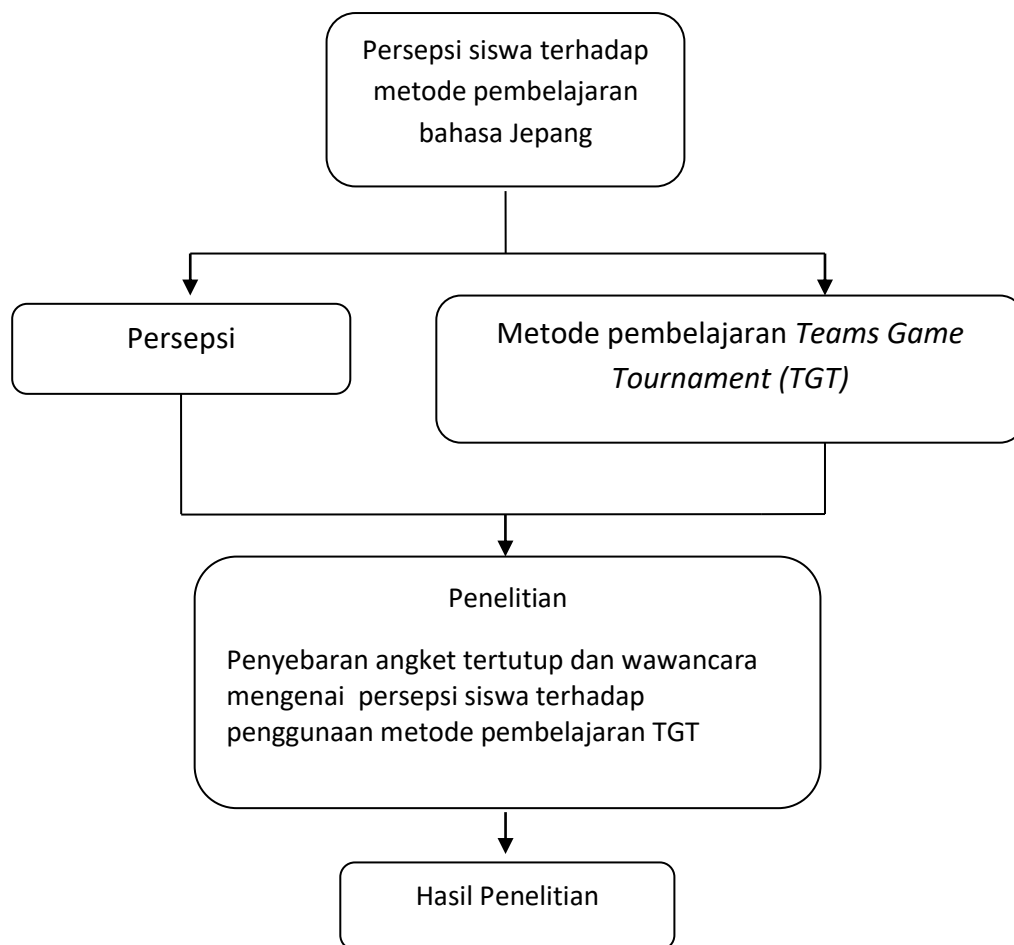 Persepsi siswa terhadap
metode pembelajaran
bahasa Jepang
Persepsi
Metode pembelajaran Teams Game
Tournament (TGT)
Penelitian
Penyebaran angket tertutup dan wawancara
mengenai persepsi siswa terhadap
penggunaan metode pembelajaran TGT
Hasil Penelitian